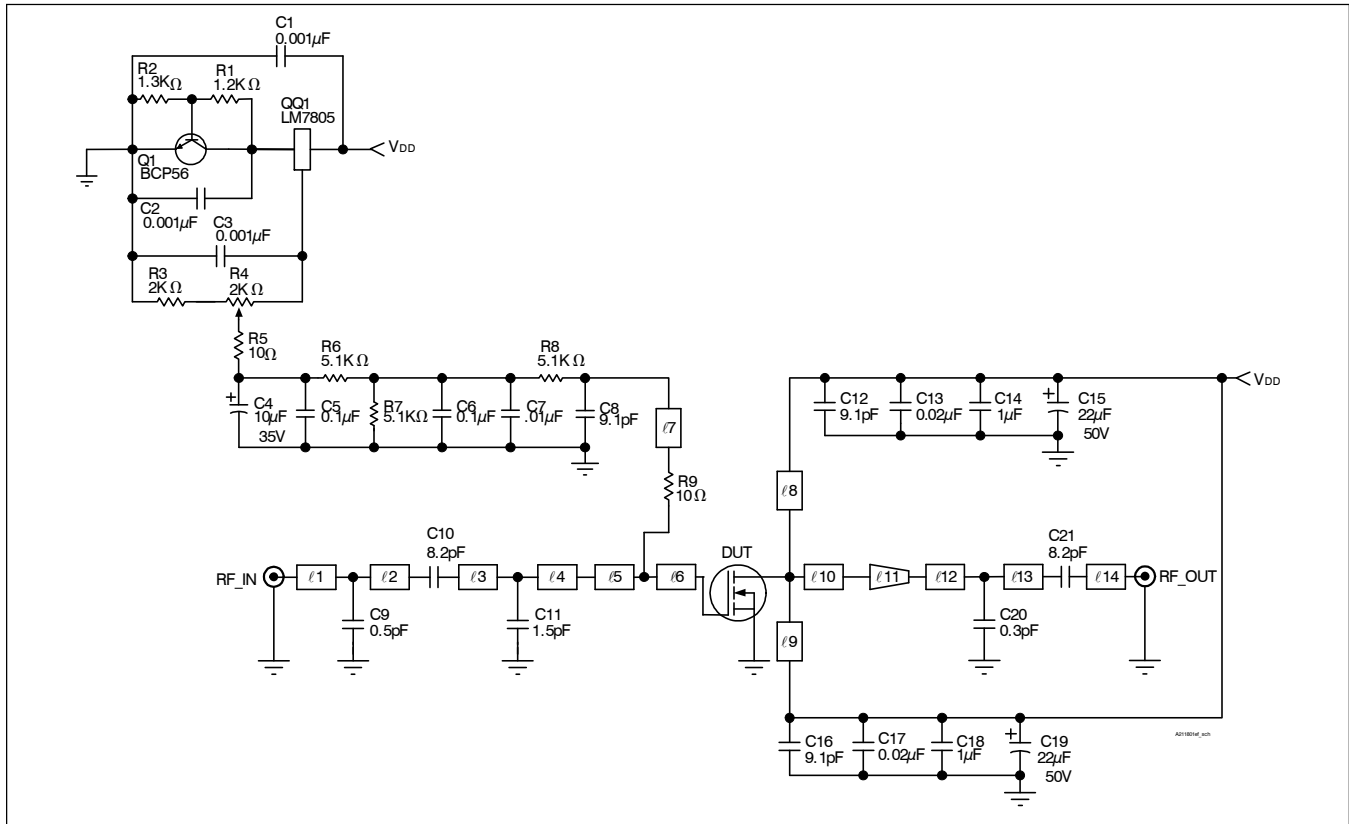 C1
0.001µF
R2
1.3KΩ
R1
1.2KΩ
QQ1
LM7805
VDD
Q1
BCP56
C2
0.001µF
C3
0.001µF
R3
2KΩ
R4
2KΩ
R5
10Ω
R6
5.1KΩ
R8
5.1KΩ
C4
10µF
35V
C5
0.1µF
R7
5.1KΩ
C6
0.1µF
C7
.01µF
C8
9.1pF
ℓ7
R9
10Ω
C12
9.1pF
C13
0.02µF
C14
1µF
C15
22µF
50V
VDD
ℓ8
RF_IN
ℓ1
ℓ2
C10
8.2pF
ℓ3
ℓ4
ℓ5
ℓ6
DUT
ℓ10
ℓ11
ℓ12
ℓ13
C21
8.2pF
ℓ14
RF_OUT
C9
0.5pF
C11
1.5pF
ℓ9
C20
0.3pF
C16
9.1pF
C17
0.02µF
C18
1µF
C19
22µF
50V